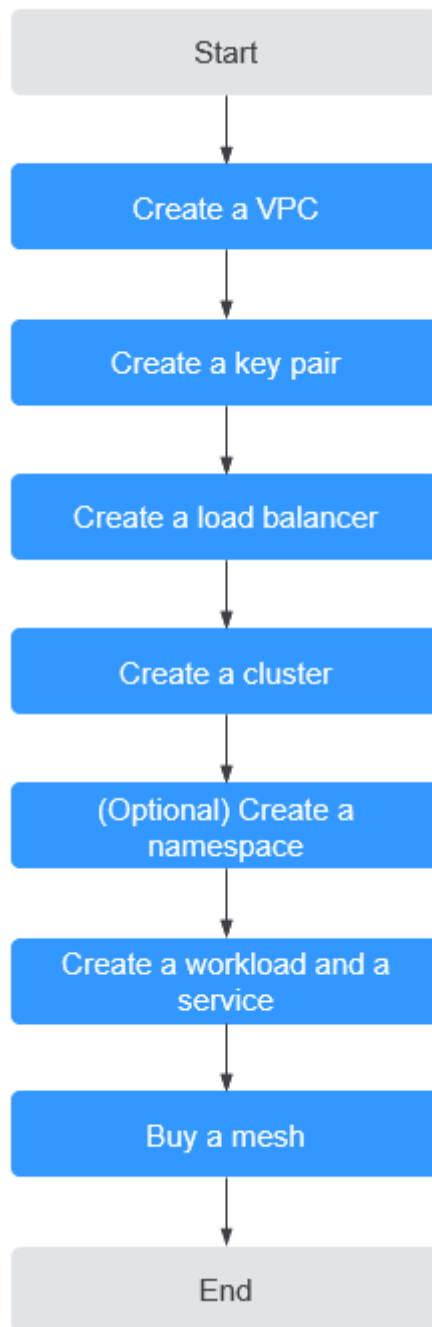 Start
Create a VPC
Create a key pair
Create a load balancer
Create a cluster
(Optional) Create a
namespace
Create a workload and a
service
Buy a mesh
End